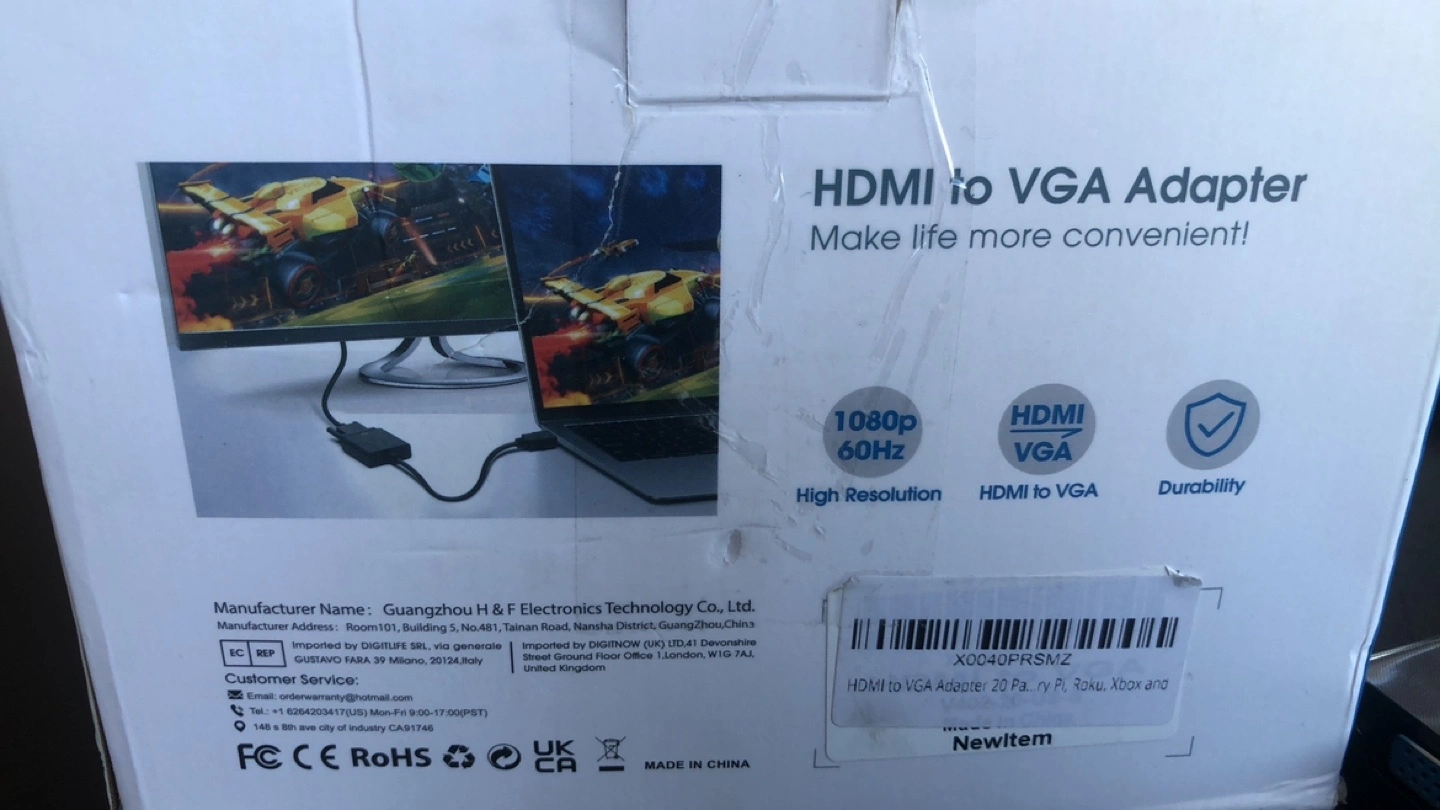 HDMI to VGA Adapter
Make life more convenient!
1080p
60Hz
High Resolution
HDMI
VGA
HDMI to VGA
Durability
Manufacturer Name: Guangzhou H & F Electronics Technology Co., Ltd.
Manufacturer Address: Room101, Building 5, No.481, Tainan Road, Nansha District, GuangZhou,China
EC REP
Imported by DIGITLIFE SRL, via generale
GUSTAVO FARA 39 Milano, 20124,Italy
Imported by DIGITNOW (UK) LTD,41 Devonshire
Street Ground Floor Office 1,London, W1G 7AJ,
United Kingdom
Customer Service:
Email: orderwarranty@hotmail.com
Tel.: +1 6264203417(US) Mon-Fri 9:00-17:00(PST)
148 s 8th ave city of industry CA91746
FC CE RoHS UK
CA
MADE IN CHINA
X0040PRSMZ
HDMI to VGA Adapter 20 Pa...ry Pi, Roku, Xbox and
NewItem